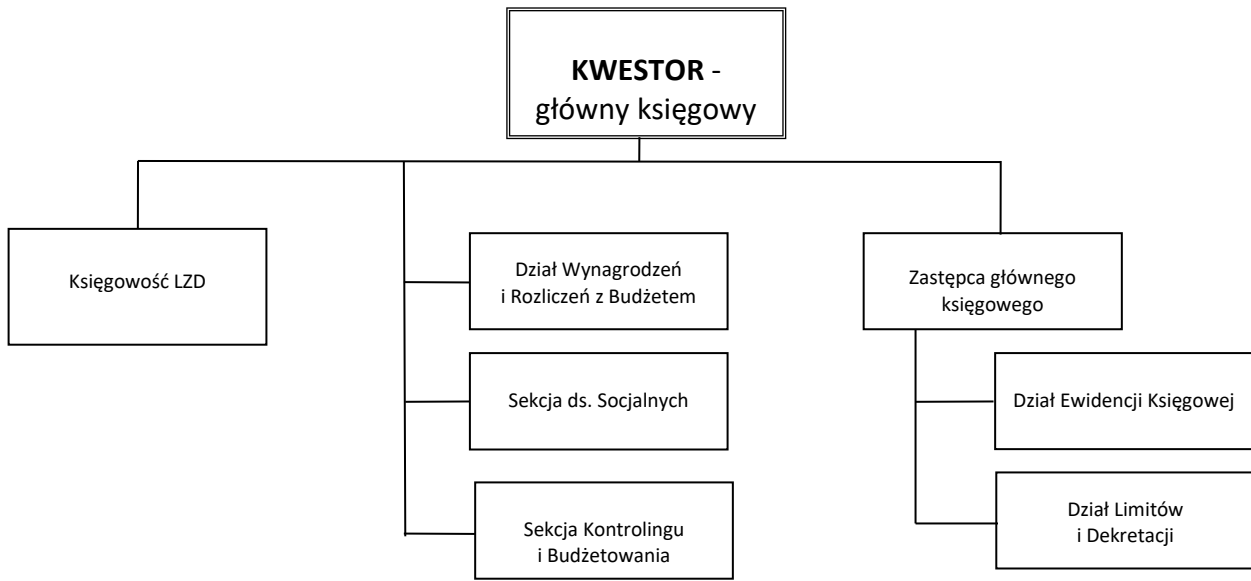 KWESTOR -
główny księgowy
Księgowość LZD
Dział Wynagrodzeń
i Rozliczeń z Budżetem
Zastępca głównego
księgowego
Sekcja ds. Socjalnych
Dział Ewidencji Księgowej
Sekcja Kontrolingu
i Budżetowania
Dział Limitów
i Dekretacji